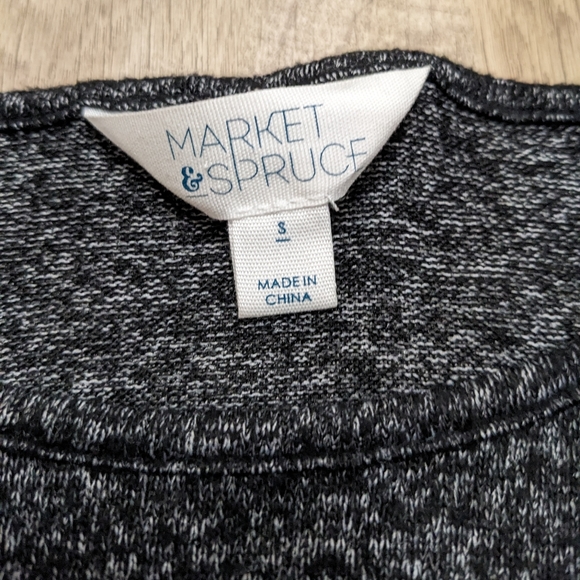 MARKET
& SPRUCE
S
MADE IN
CHINA